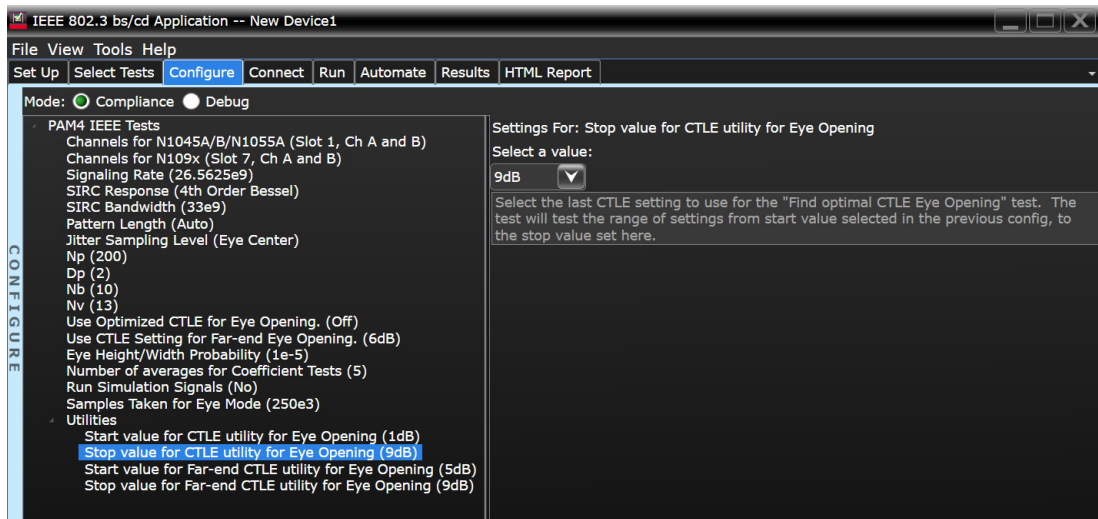 IEEE 802.3 bs/cd Application -- New Device1
File View Tools Help
Set Up Select Tests Configure Connect Run Automate Results HTML Report
Mode: Compliance Debug
CONFIGURE
PAM4 IEEE Tests
Channels for N1045A/B/N1055A (Slot 1, Ch A and B)
Channels for N109x (Slot 7, Ch A and B)
Signaling Rate (26.5625e9)
SIRC Response (4th Order Bessel)
SIRC Bandwidth (33e9)
Pattern Length (Auto)
Jitter Sampling Level (Eye Center)
Np (200)
Dp (2)
Nb (10)
Nv (13)
Use Optimized CTLE for Eye Opening. (Off)
Use CTLE Setting for Far-end Eye Opening. (6dB)
Eye Height/Width Probability (1e-5)
Number of averages for Coefficient Tests (5)
Run Simulation Signals (No)
Samples Taken for Eye Mode (250e3)
Utilities
Start value for CTLE utility for Eye Opening (1dB)
Stop value for CTLE utility for Eye Opening (9dB)
Start value for Far-end CTLE utility for Eye Opening (5dB)
Stop value for Far-end CTLE utility for Eye Opening (9dB)
Settings For: Stop value for CTLE utility for Eye Opening
Select a value:
9dB
Select the last CTLE setting to use for the "Find optimal CTLE Eye Opening" test. The
test will test the range of settings from start value selected in the previous config, to
the stop value set here.